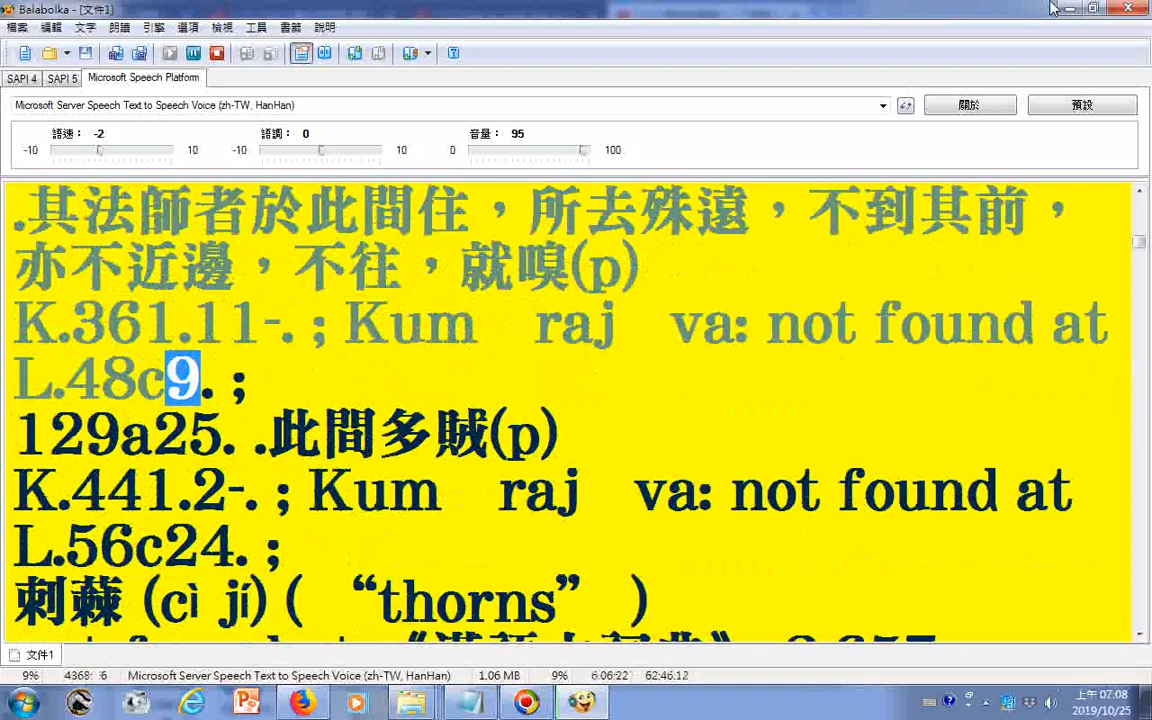 Balabolka - [文件1]
檔案 編輯 文字 朗讀 引擎 選項 檢視 工具 書籤 說明
SAPI 4 SAPI 5 Microsoft Speech Platform
Microsoft Server Speech Text to Speech Voice (zh-TW, HanHan) 關於 預設
語速： -2 語調： 0 音量： 95
-10 10 -10 10 0 100
.其法師者於此間住，所去殊遠，不到其前，
亦不近邊，不往，就嗅(p)
K.361.11-. ; Kum raj va: not found at
L.48c9. ;
129a25. .此間多賊(p)
K.441.2-. ; Kum raj va: not found at
L.56c24. ;
刺蕀 (cì jí) ( “thorns” )
文件1
9% 4368: :6 Microsoft Server Speech Text to Speech Voice (zh-TW, HanHan) 1.06 MB 9% 6:06:22 62:46:12
上午 07:08
2019/10/25